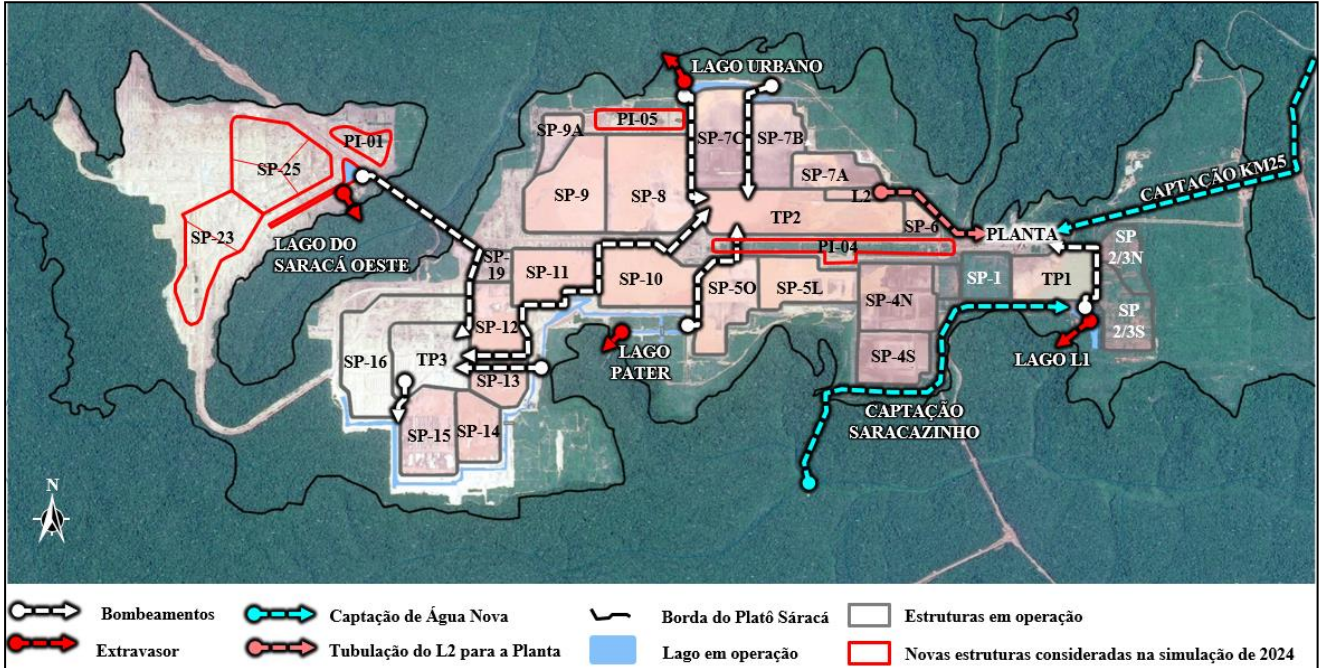 LAGO URBANO
PI-05
PI-01
SP-9A
SP-7C
SP-7B
SP-25
SP-7A
CAPTAÇÃO KM25
SP-9
SP-8
L2
TP2
SP-6
SP-23
PLANTA
LAGO DO
SARACÁ OESTE
PI-04
SP
2/3N
SP-
19
SP-11
SP-10
SP-5O
SP-5L
SP-4N
SP-1
TP1
SP-12
SP
2/3S
SP-16
TP3
LAGO
PATER
SP-4S
LAGO L1
SP-13
CAPTAÇÃO
SARACAZINHO
SP-15
SP-14
N
Bombeamentos
Captação de Água Nova
Borda do Platô Sáracá
Estruturas em operação
Extravasor
Tubulação do L2 para a Planta
Lago em operação
Novas estruturas consideradas na simulação de 2024